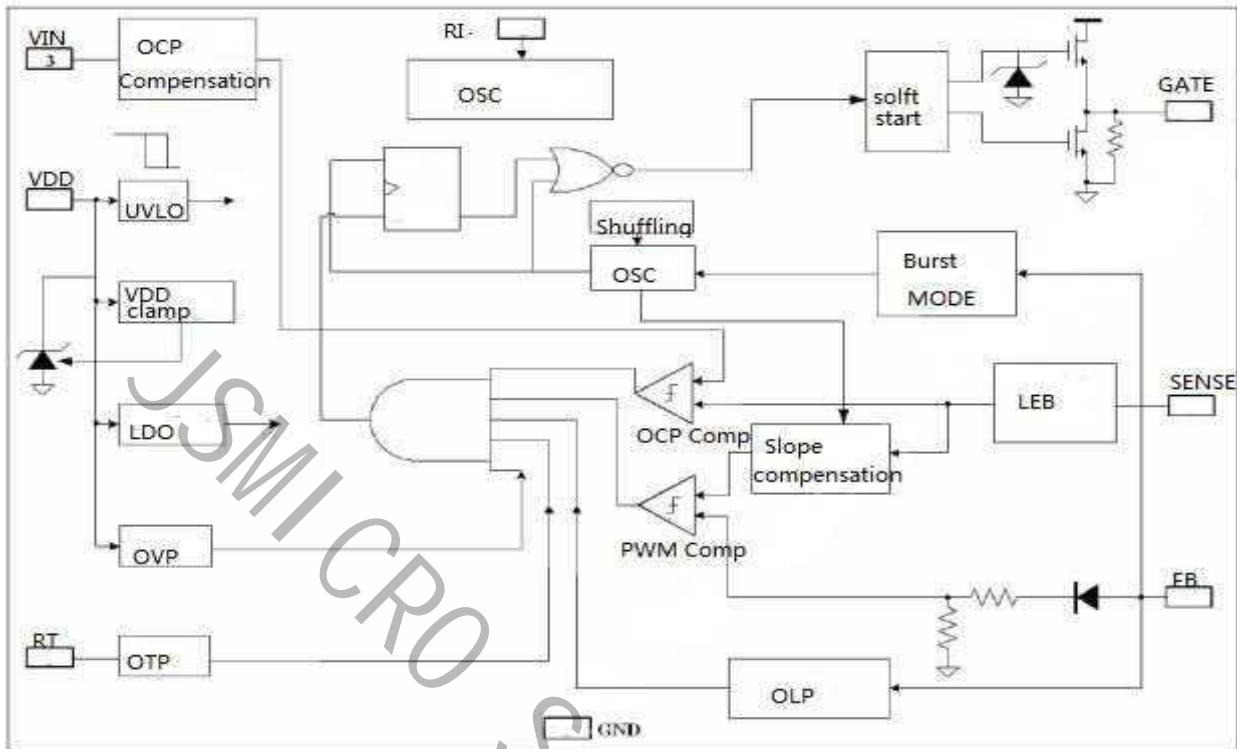 VIN
3
OCP
Compensation
RI
OSC
solft
start
GATE
VDD
UVLO
Shuffling
OSC
Burst
MODE
VDD
clamp
SENSE
LEB
LDO
OCP Comp
Slope
compensation
OVP
PWM Comp
FB
RT
OTP
OLP
GND
JSMICRO